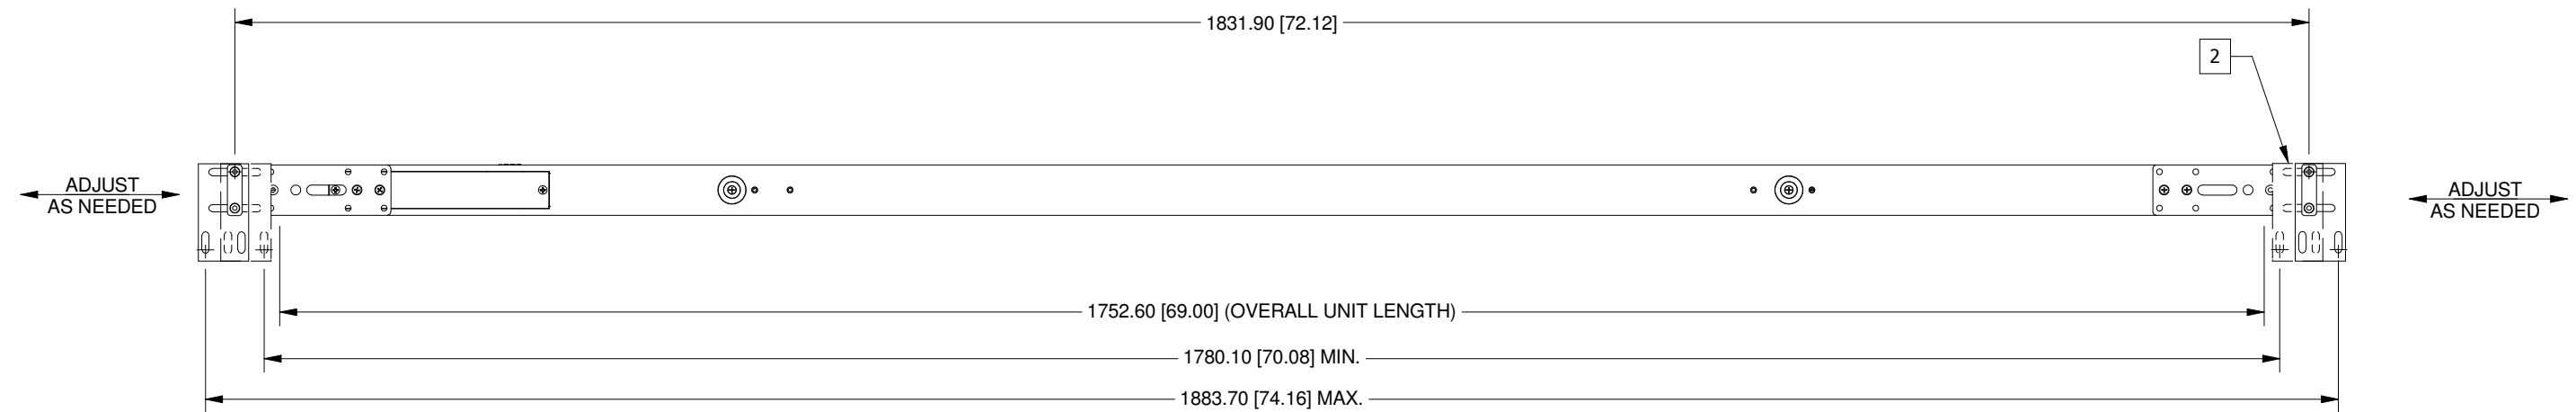 1831.90 [72.12]
2
ADJUST
AS NEEDED
ADJUST
AS NEEDED
1752.60 [69.00] (OVERALL UNIT LENGTH)
1780.10 [70.08] MIN.
1883.70 [74.16] MAX.